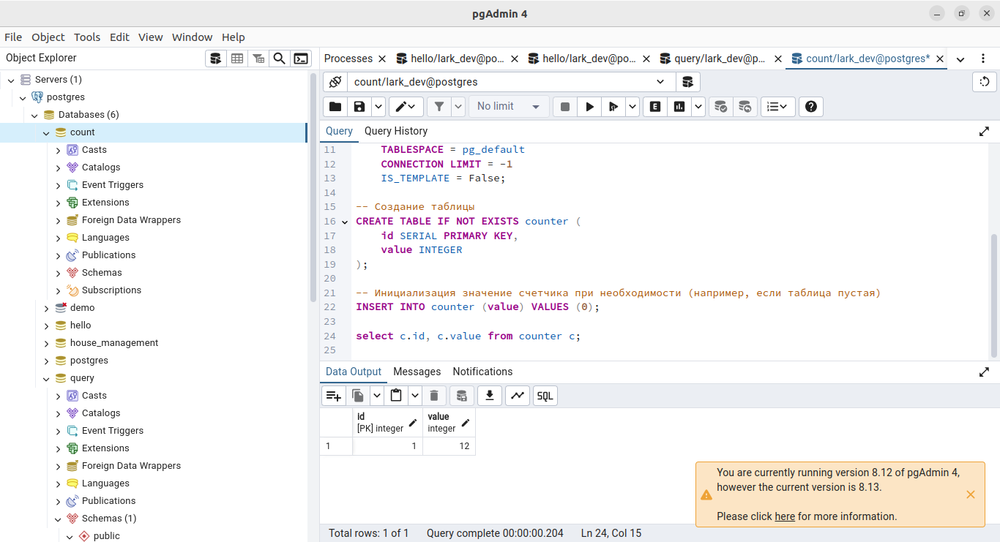 pgAdmin 4
File Object Tools Edit View Window Help
Object Explorer
Processes
hello/lark_dev@po...
hello/lark_dev@po...
query/lark_dev@p...
count/lark_dev@postgres*
Servers (1)
postgres
Databases (6)
count
Casts
Catalogs
Event Triggers
Extensions
Foreign Data Wrappers
Languages
Publications
Schemas
Subscriptions
demo
hello
house_management
postgres
query
Casts
Catalogs
Event Triggers
Extensions
Foreign Data Wrappers
Languages
Publications
Schemas (1)
public
count/lark_dev@postgres
No limit
E
Query Query History
11 TABLESPACE = pg_default
12 CONNECTION LIMIT = -1
13 IS_TEMPLATE = False;
14
15 -- Создание таблицы
16 CREATE TABLE IF NOT EXISTS counter (
17 id SERIAL PRIMARY KEY,
18 value INTEGER
19 );
20
21 -- Инициализация значение счетчика при необходимости (например, если таблица пустая)
22 INSERT INTO counter (value) VALUES (0);
23
24 select c.id, c.value from counter c;
25
Data Output Messages Notifications
SQL
id value
[PK] integer integer
1 1 12
You are currently running version 8.12 of pgAdmin 4,
however the current version is 8.13.
Please click here for more information.
Total rows: 1 of 1 Query complete 00:00:00.204 Ln 24, Col 15